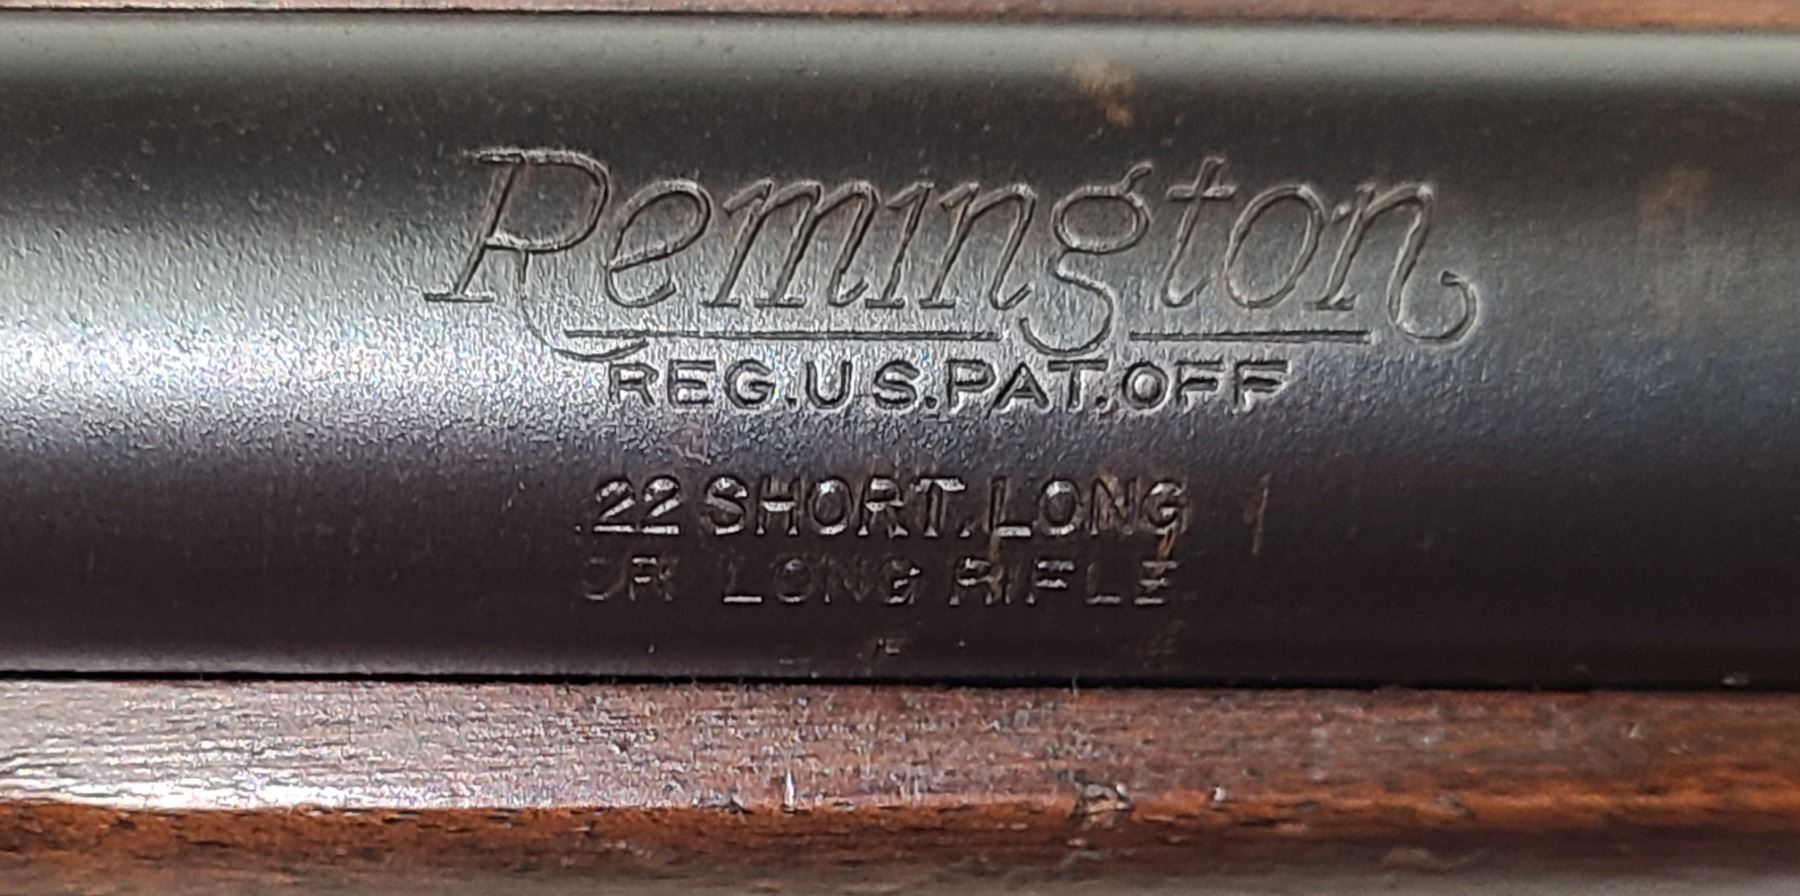 Remington
REG.U.S.PAT.OFF
.22 SHORT.LONG
OR LONG RIFLE